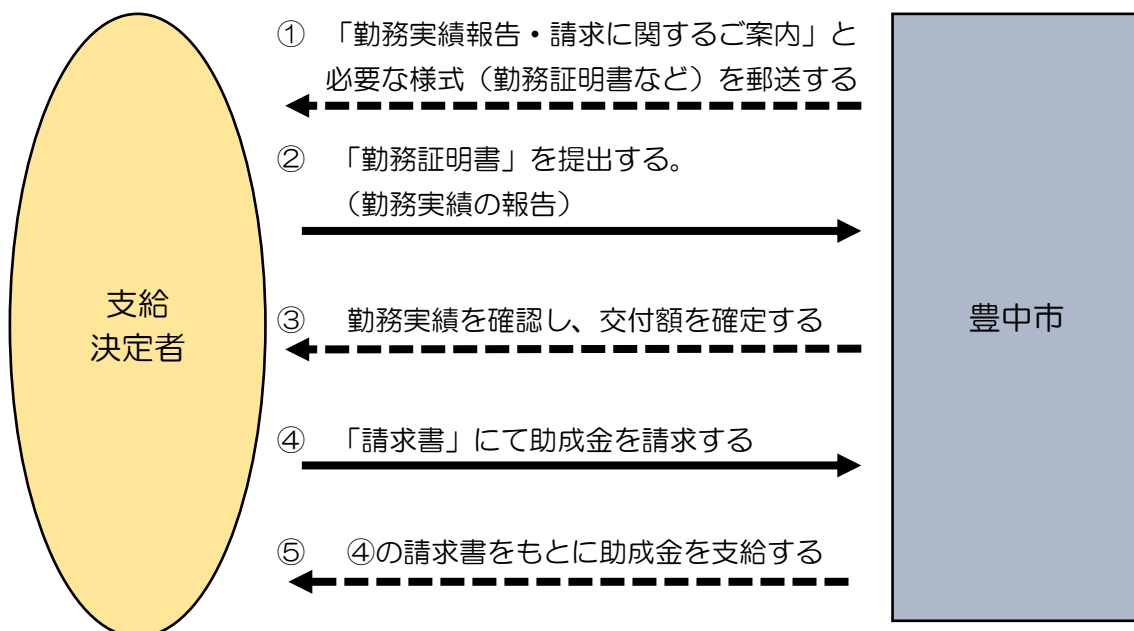 ① 「勤務実績報告・請求に関するご案内」と
必要な様式（勤務証明書など）を郵送する
② 「勤務証明書」を提出する。
（勤務実績の報告）
支給
決定者
③ 勤務実績を確認し、交付額を確定する
豊中市
④ 「請求書」にて助成金を請求する
⑤ ④の請求書をもとに助成金を支給する